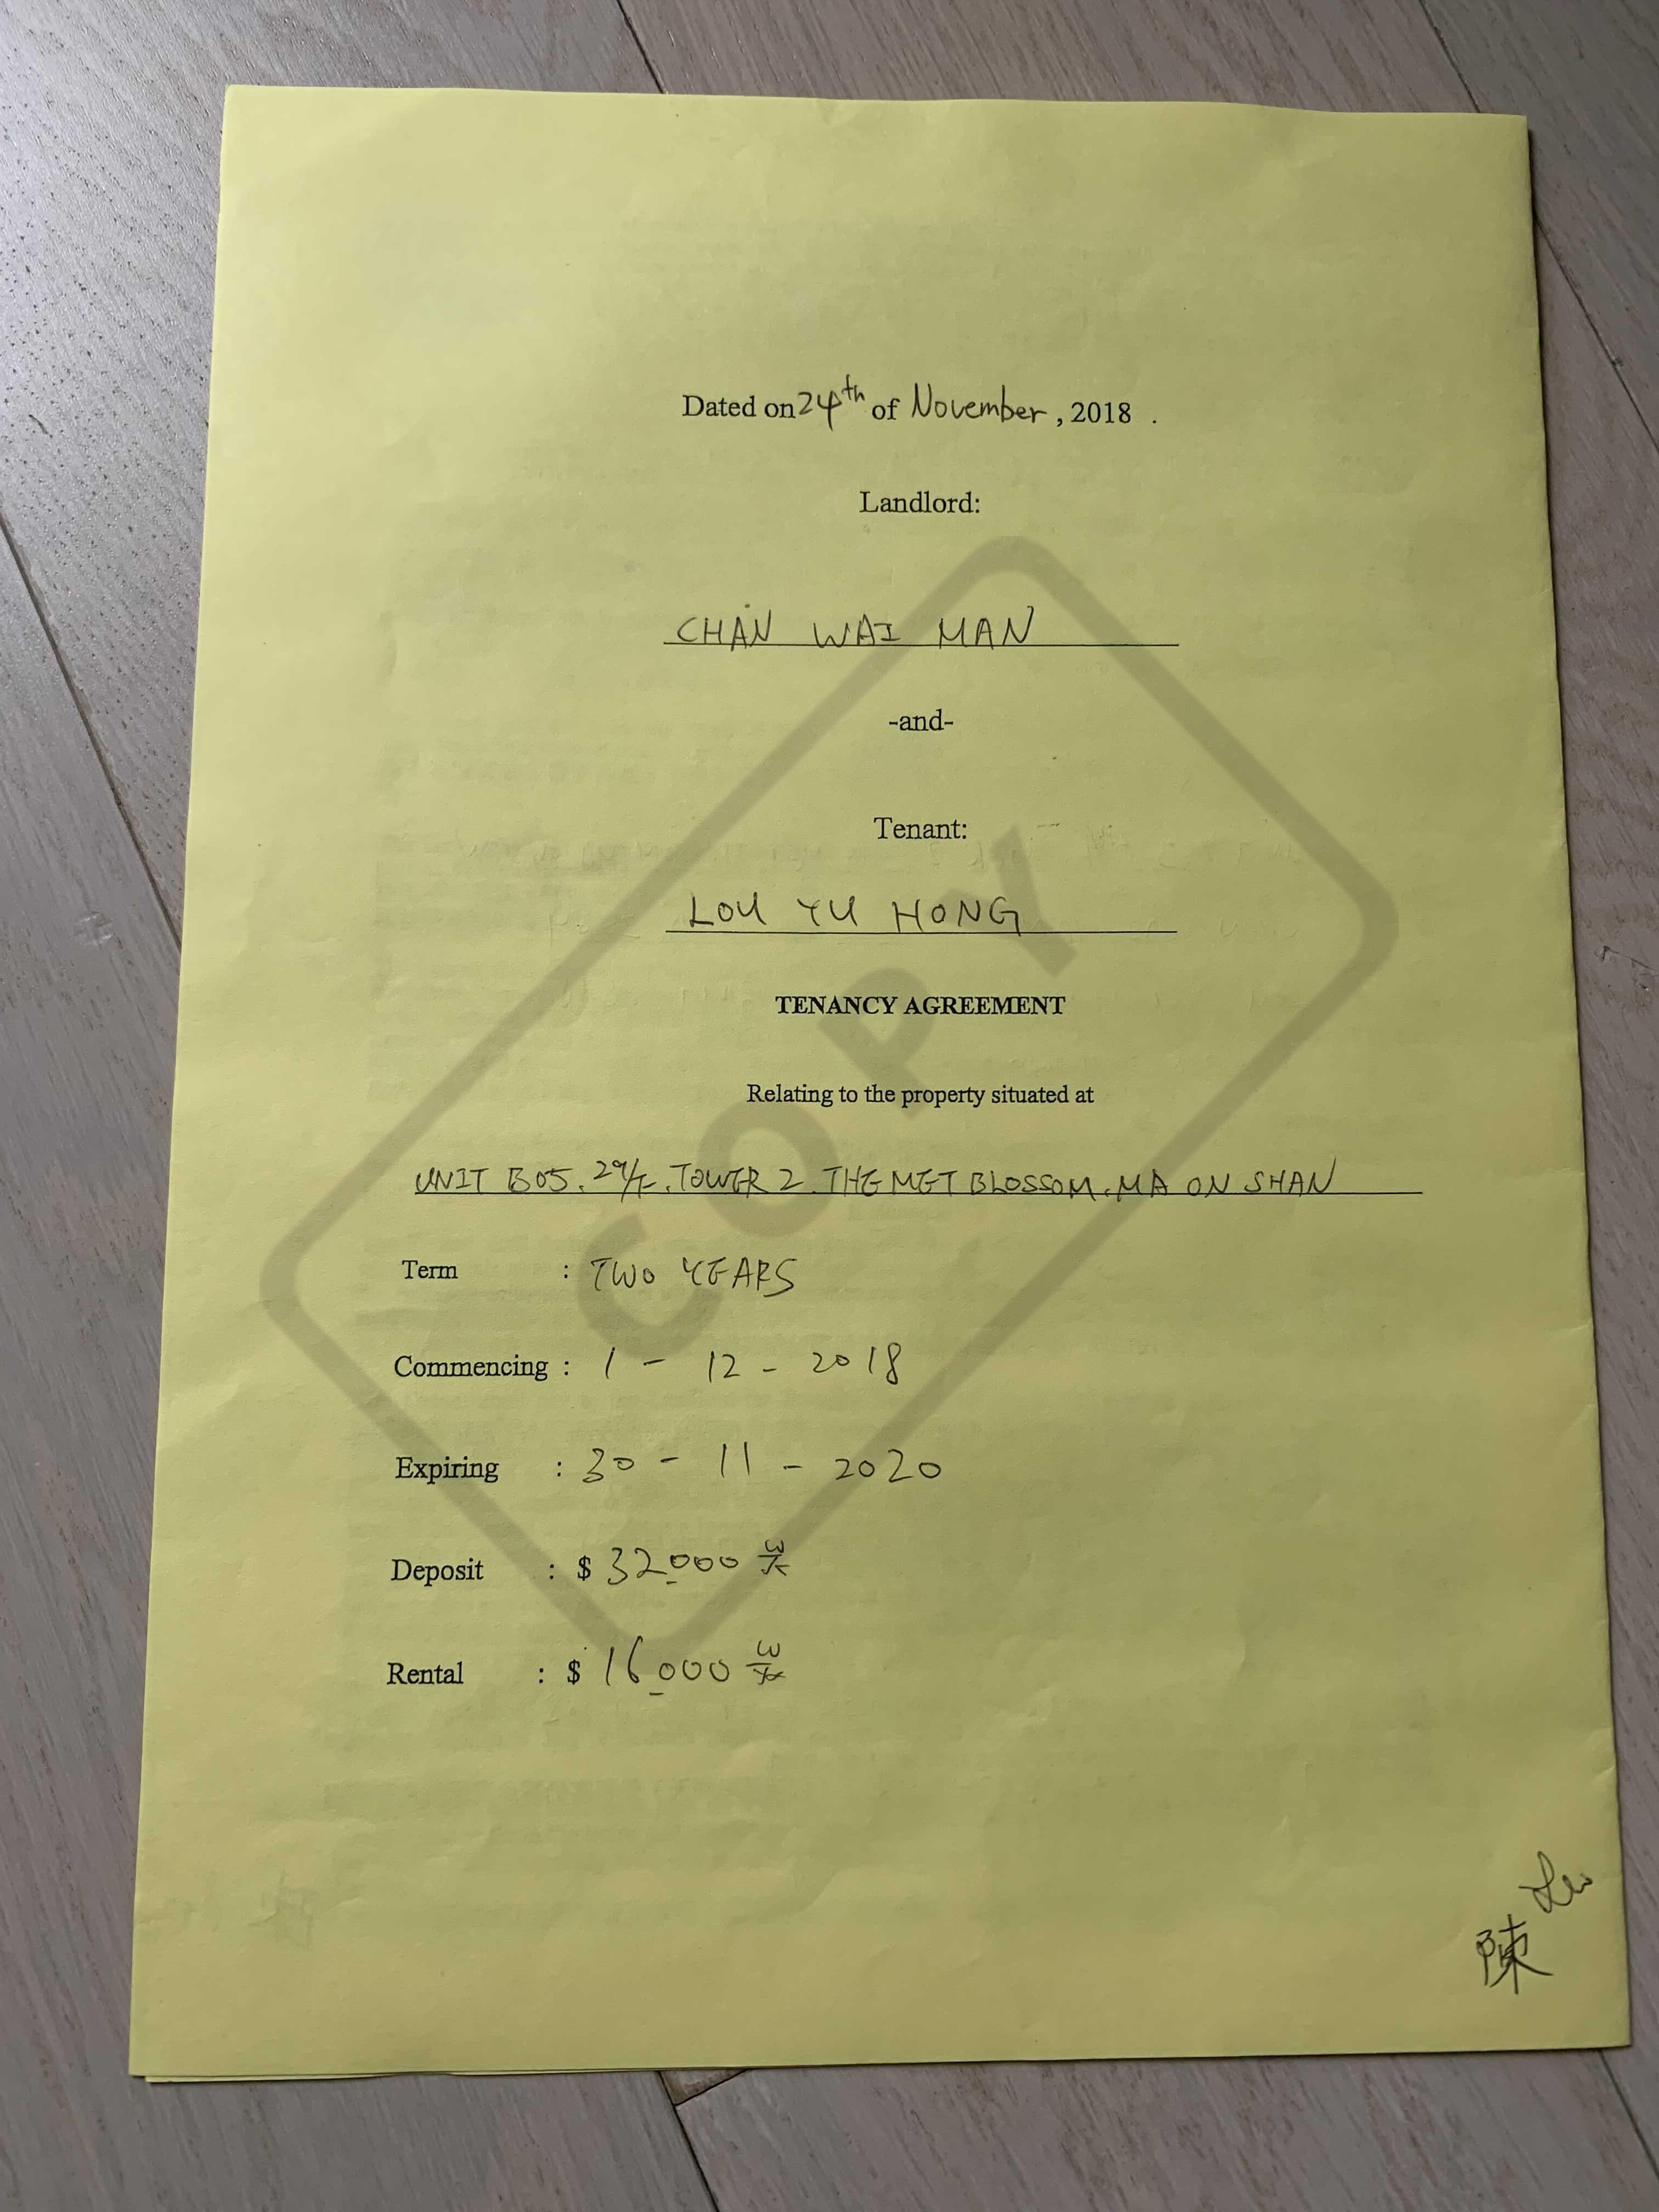 Dated on 24th of November, 2018 .
Landlord:
CHAN WAI MAN
-and-
Tenant:
LOU YU HONG
TENANCY AGREEMENT
Relating to the property situated at
UNIT B05, 29/F, TOWER 2, THE MET BLOSSOM, MA ON SHAN
Term : TWO YEARS
Commencing : 1 - 12 - 2018
Expiring : 30 - 11 - 2020
Deposit : $ 32,000
Rental : $ 16,000
陳
COPY